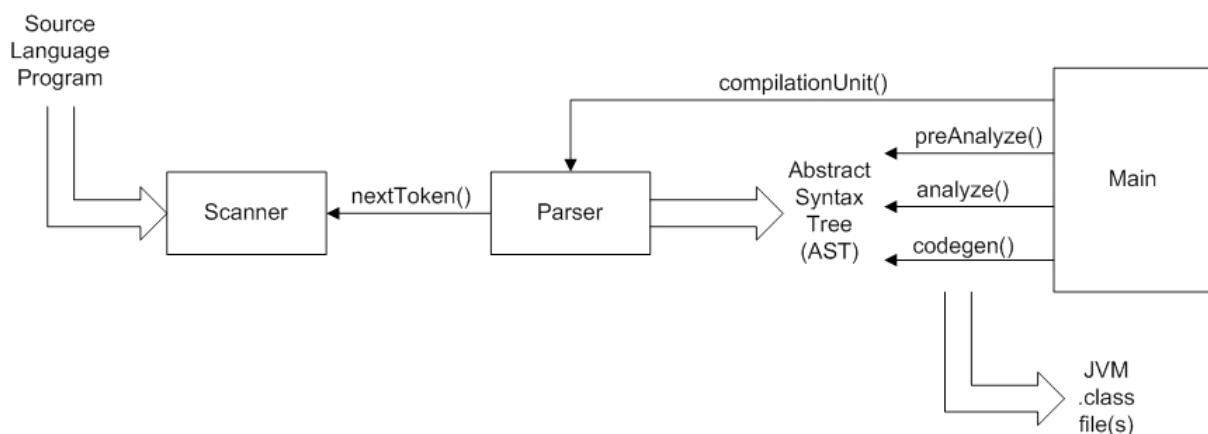 Source
Language
Program
compilationUnit()
preAnalyze()
Abstract
Syntax
Tree
(AST)
Main
Scanner
nextToken()
Parser
analyze()
codegen()
JVM
.class
file(s)